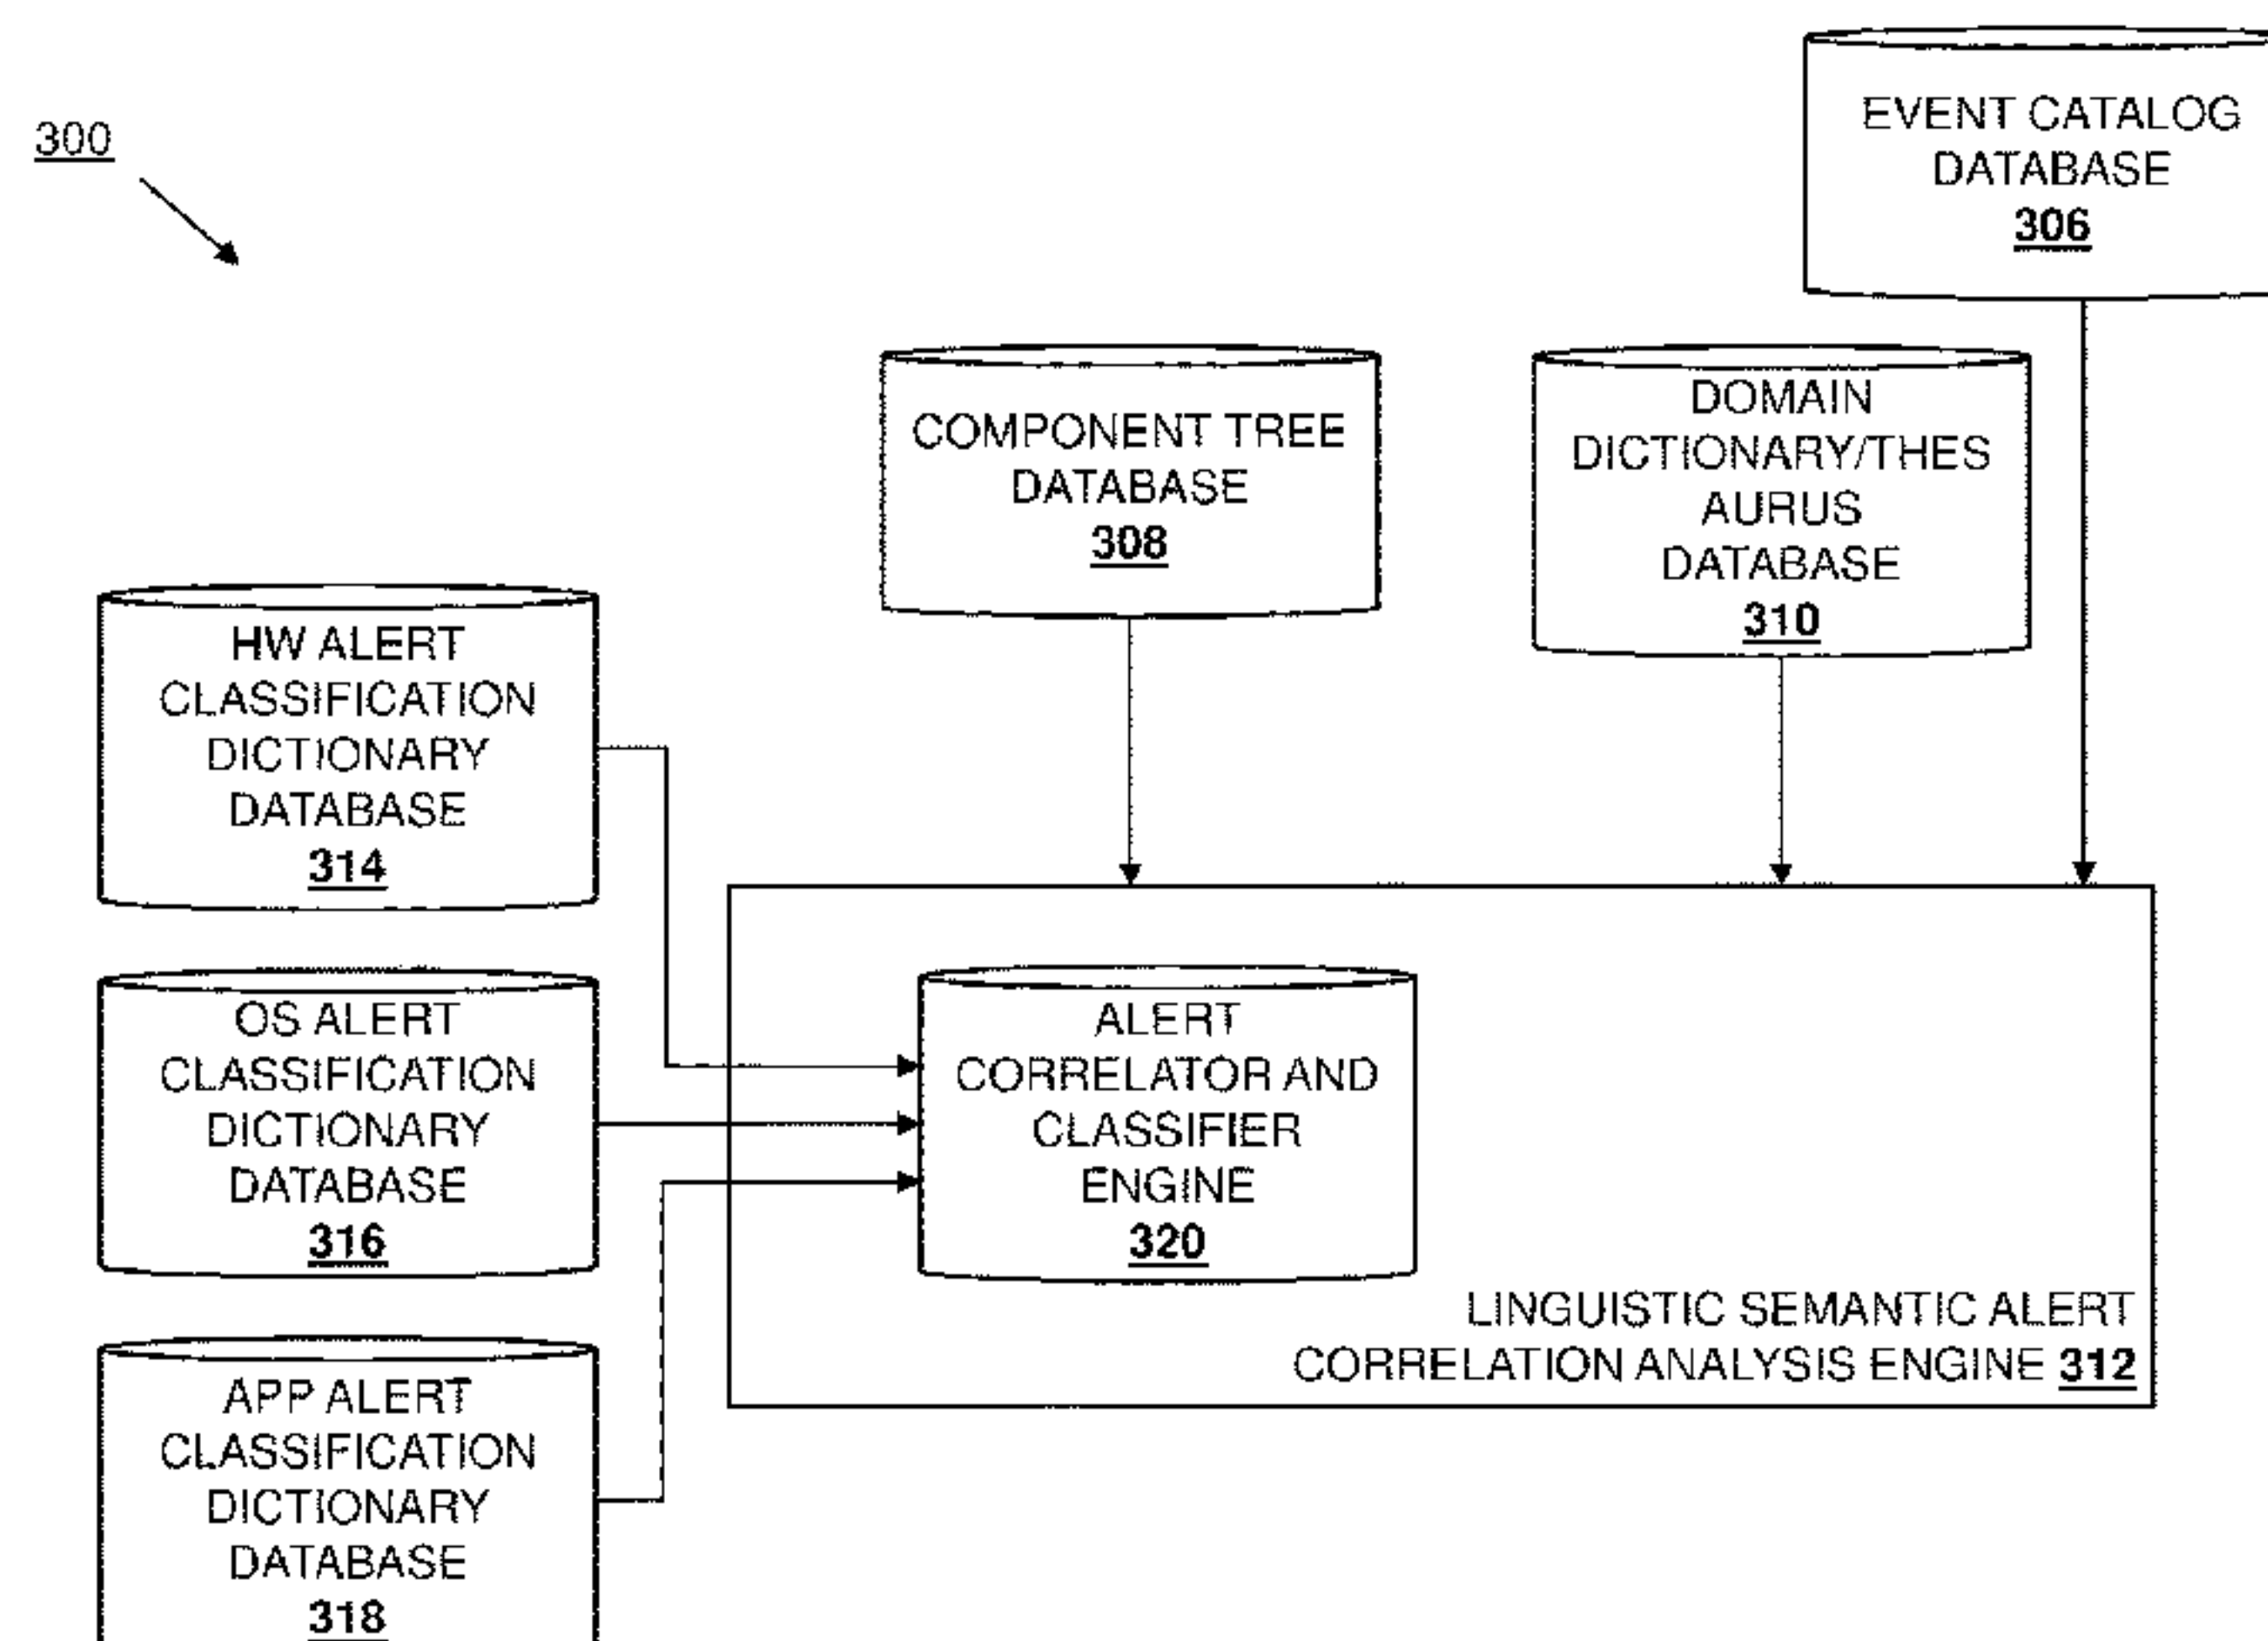 300
EVENT CATALOG
DATABASE
306
COMPONENT TREE
DATABASE
308
DOMAIN
DICTIONARY/THES
AURUS
DATABASE
310
HW ALERT
CLASSIFICATION
DICTIONARY
DATABASE
314
OS ALERT
CLASSIFICATION
DICTIONARY
DATABASE
316
APP ALERT
CLASSIFICATION
DICTIONARY
DATABASE
318
ALERT
CORRELATOR AND
CLASSIFIER
ENGINE
320
LINGUISTIC SEMANTIC ALERT
CORRELATION ANALYSIS ENGINE 312